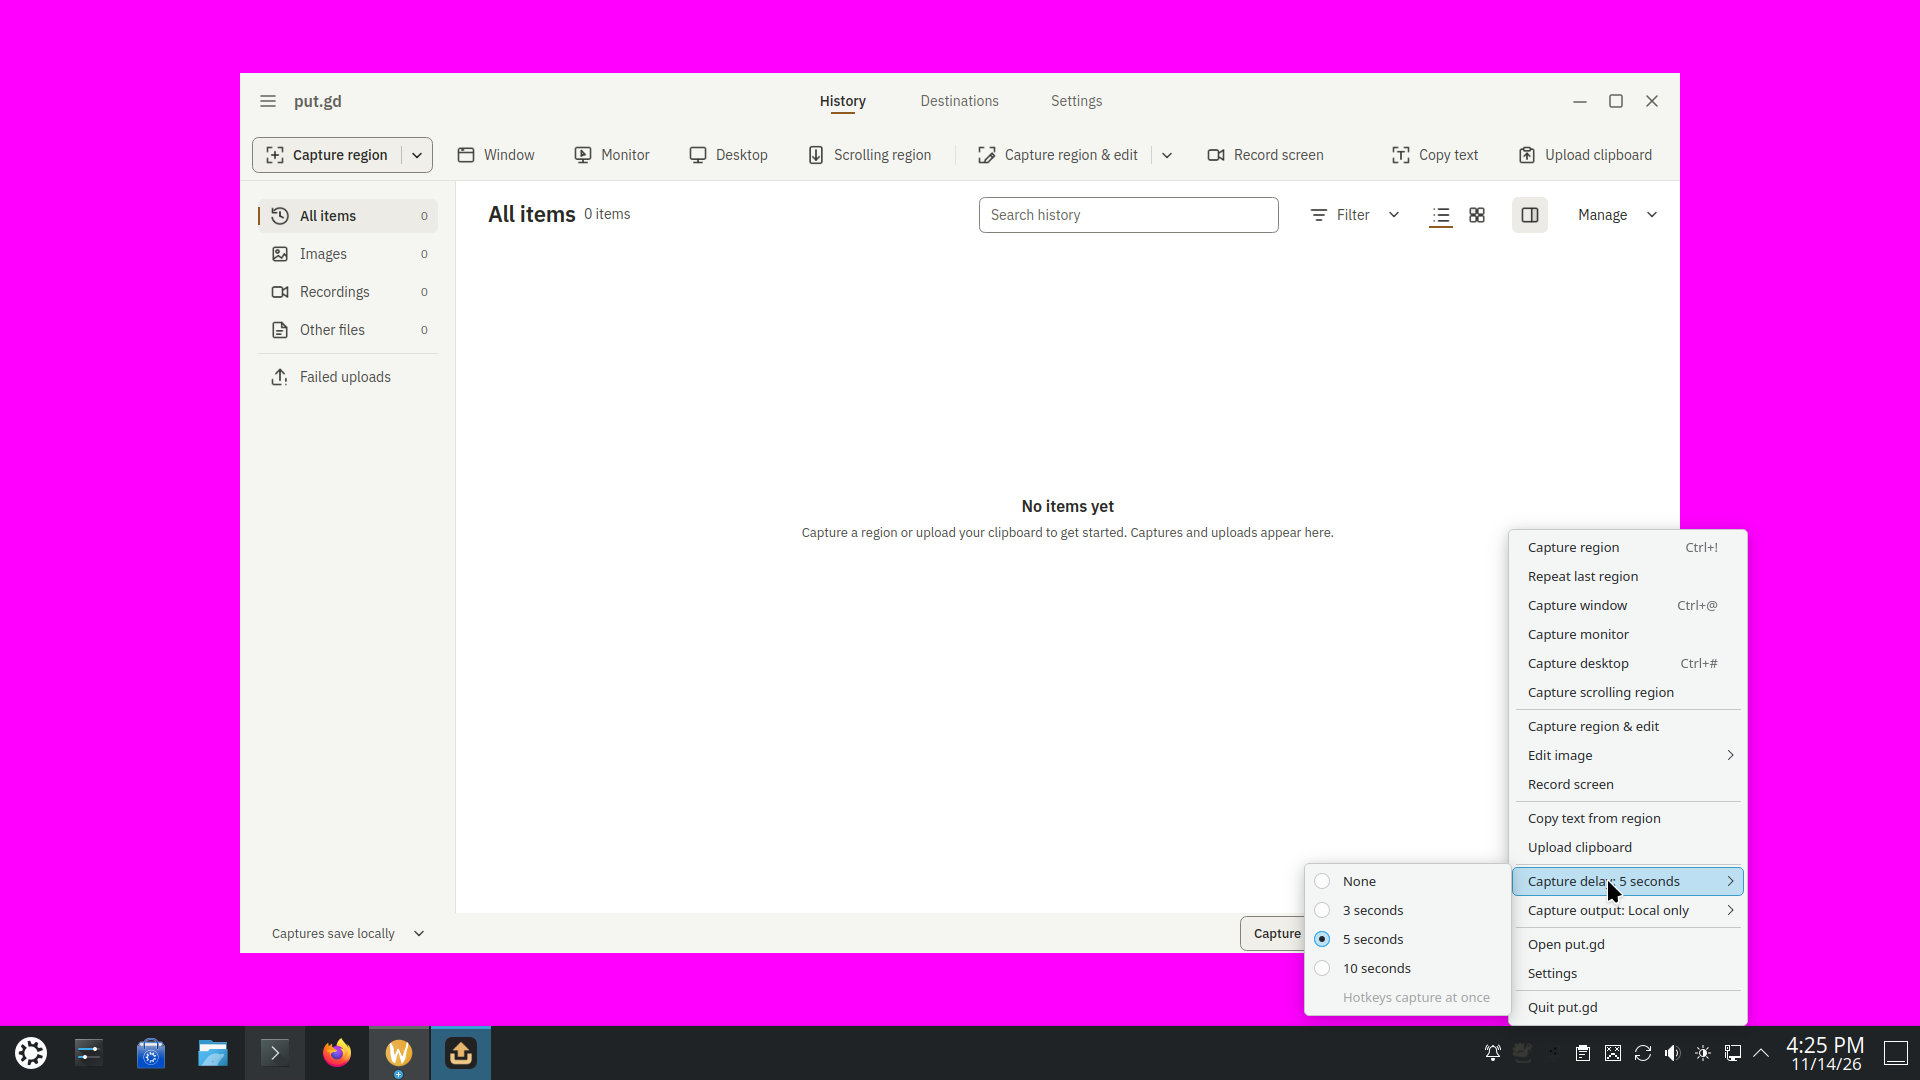 put.gd
History
Destinations
Settings
Capture region
Window
Monitor
Desktop
Scrolling region
Capture region & edit
Record screen
Copy text
Upload clipboard
All items 0
Images 0
Recordings 0
Other files 0
Failed uploads
All items 0 items
Search history
Filter
Manage
No items yet
Capture a region or upload your clipboard to get started. Captures and uploads appear here.
Captures save locally
Capture
Capture region Ctrl+!
Repeat last region
Capture window Ctrl+@
Capture monitor
Capture desktop Ctrl+#
Capture scrolling region
Capture region & edit
Edit image
Record screen
Copy text from region
Upload clipboard
Capture delay: 5 seconds
Capture output: Local only
Open put.gd
Settings
Quit put.gd
None
3 seconds
5 seconds
10 seconds
Hotkeys capture at once
4:25 PM
11/14/26